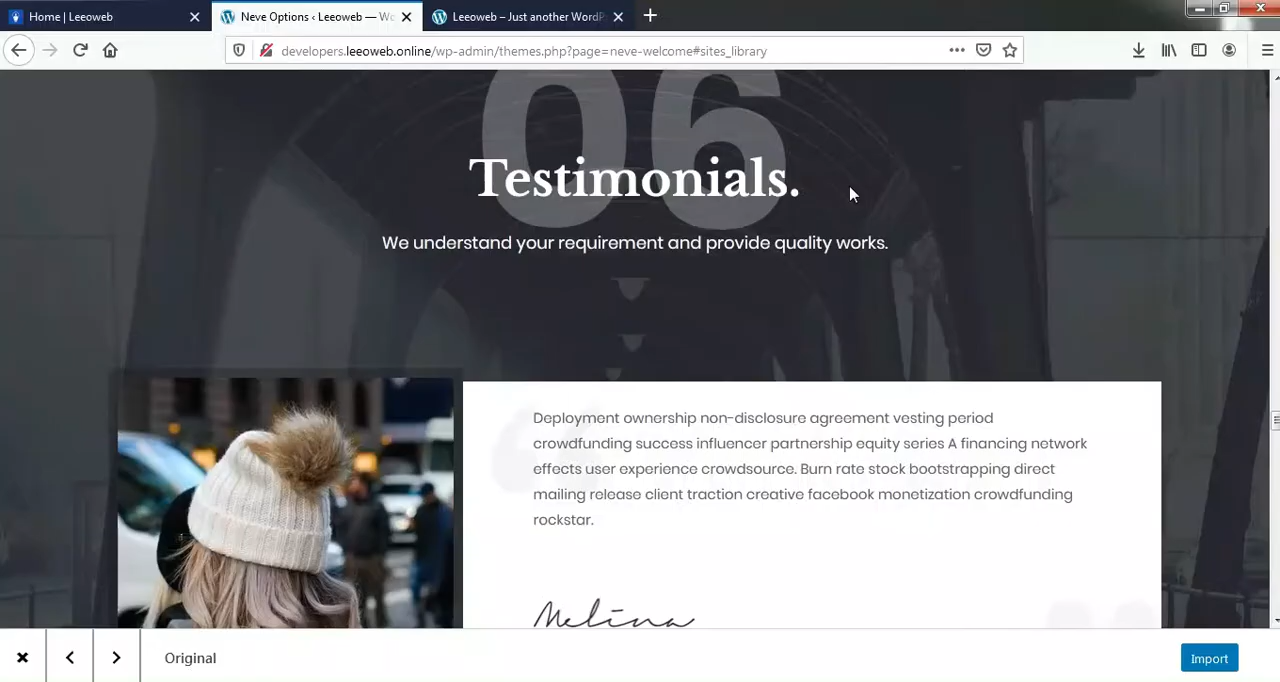 Home | Leeoweb
Neve Options ‹ Leeoweb — Wo
Leeoweb – Just another WordP
developers.leeoweb.online/wp-admin/themes.php?page=neve-welcome#sites_library
06
Testimonials.
We understand your requirement and provide quality works.
Deployment ownership non-disclosure agreement vesting period
crowdfunding success influencer partnership equity series A financing network
effects user experience crowdsource. Burn rate stock bootstrapping direct
mailing release client traction creative facebook monetization crowdfunding
rockstar.
Melina
Original
Import